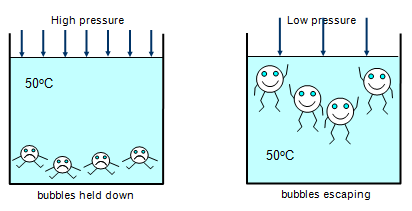 High pressure
50°C
bubbles held down
Low pressure
50°C
bubbles escaping